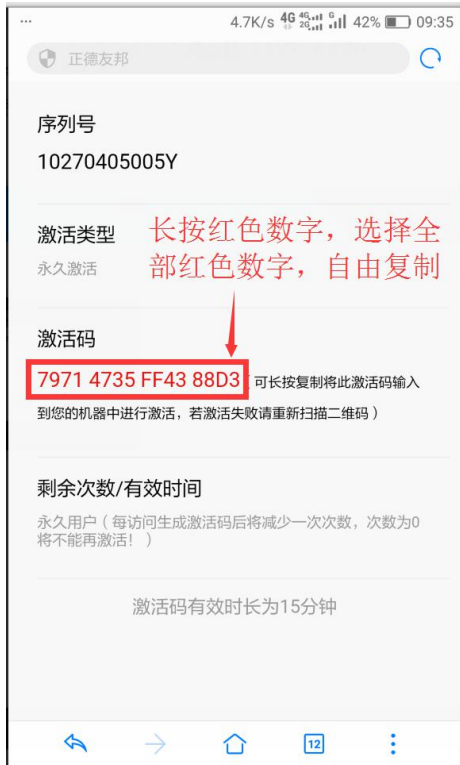 ... 4.7K/s 4G 4G 2G G 42% 09:35
正德友邦
序列号
10270405005Y
激活类型
永久激活
长按红色数字，选择全
部红色数字，自由复制
激活码
7971 4735 FF43 88D3 可长按复制将此激活码输入
到您的机器中进行激活，若激活失败请重新扫描二维码）
剩余次数/有效时间
永久用户（每访问生成激活码后将减少一次次数，次数为0
将不能再激活！）
激活码有效时长为15分钟
12